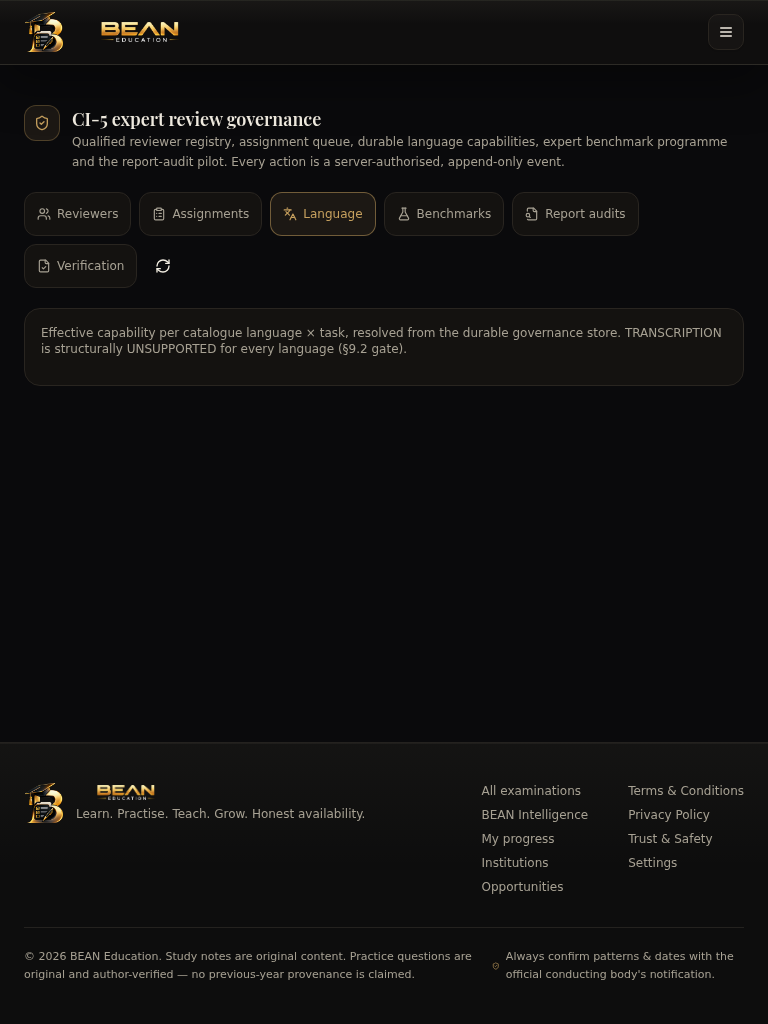 BEAN
EDUCATION
CI-5 expert review governance
Qualified reviewer registry, assignment queue, durable language capabilities, expert benchmark programme
and the report-audit pilot. Every action is a server-authorised, append-only event.
Reviewers
Assignments
Language
Benchmarks
Report audits
Verification
Effective capability per catalogue language × task, resolved from the durable governance store. TRANSCRIPTION
is structurally UNSUPPORTED for every language (§9.2 gate).
BEAN
EDUCATION
Learn. Practise. Teach. Grow. Honest availability.
All examinations
BEAN Intelligence
My progress
Institutions
Opportunities
Terms & Conditions
Privacy Policy
Trust & Safety
Settings
© 2026 BEAN Education. Study notes are original content. Practice questions are
original and author-verified — no previous-year provenance is claimed.
Always confirm patterns & dates with the
official conducting body's notification.